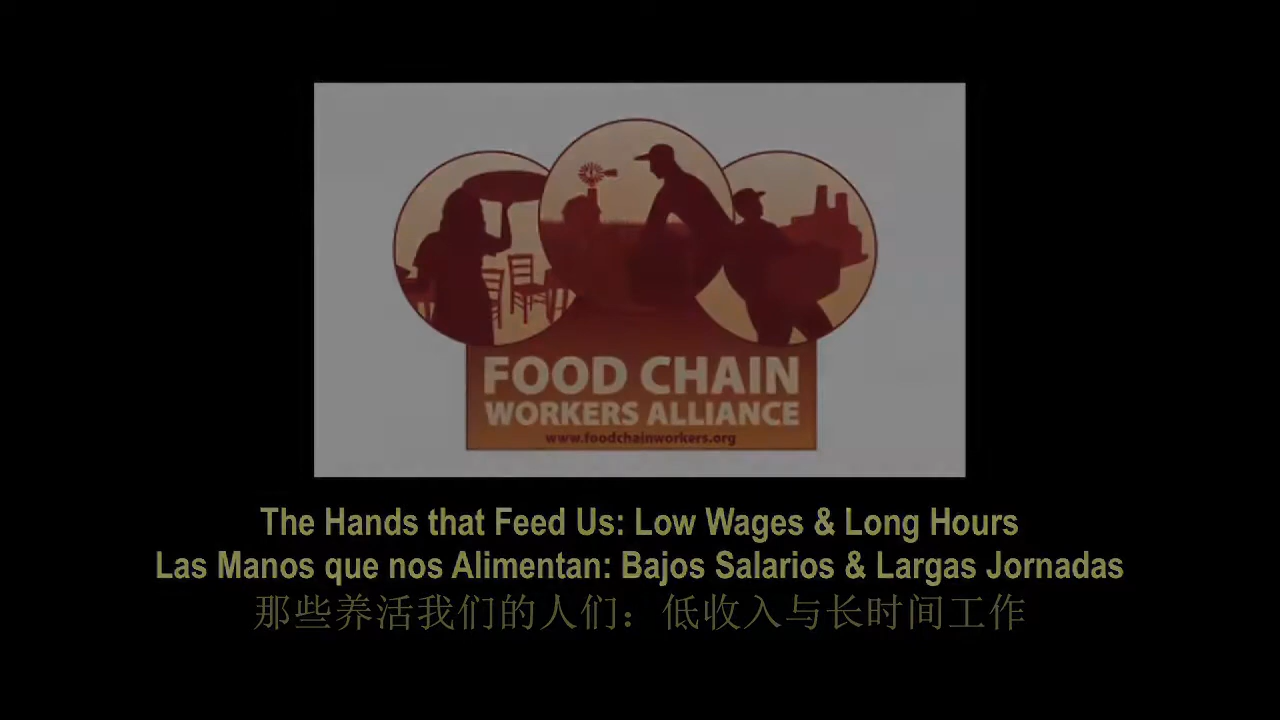 FOOD CHAIN
WORKERS ALLIANCE
www.foodchainworkers.org
The Hands that Feed Us: Low Wages & Long Hours
Las Manos que nos Alimentan: Bajos Salarios & Largas Jornadas
那些养活我们的人们：低收入与长时间工作